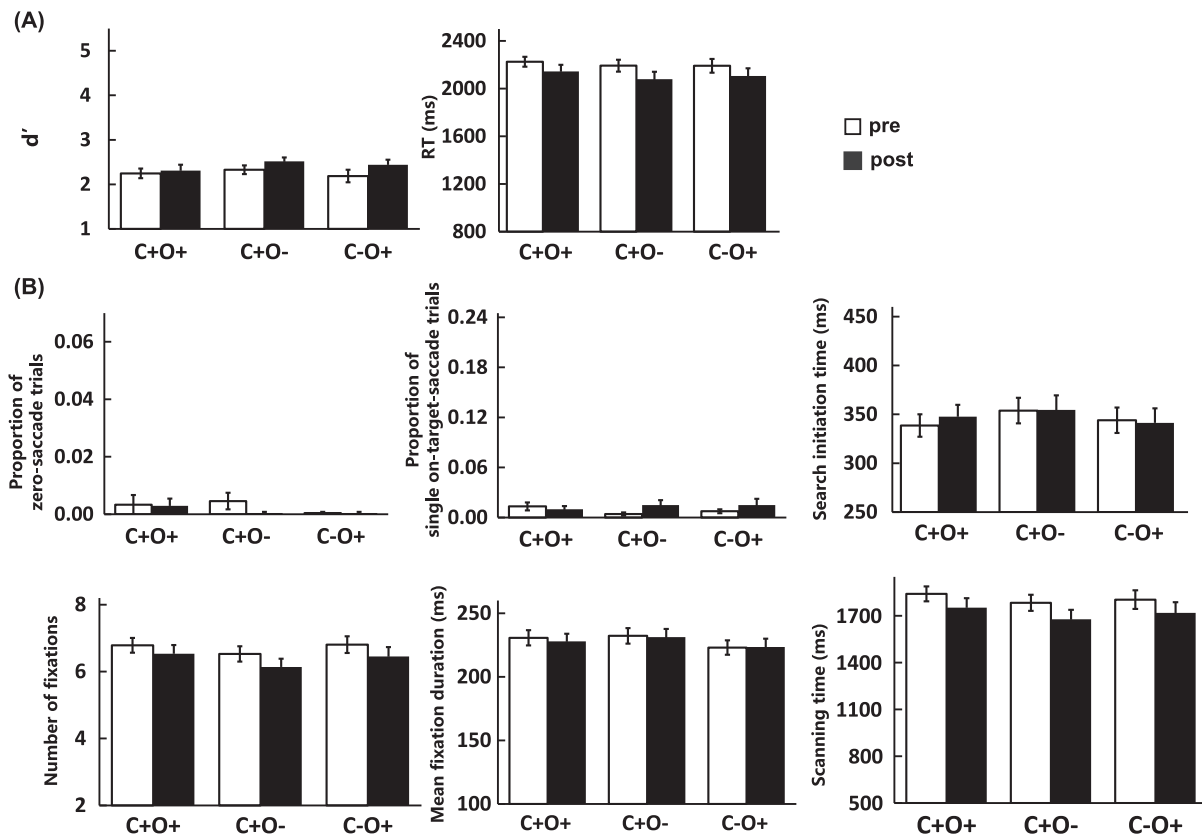 (A)
5
4
3
2
1
d′
C+O+ C+O- C-O+
2400
2000
1600
1200
800
RT (ms)
C+O+ C+O- C-O+
pre
post
(B)
0.06
0.04
0.02
0.00
Proportion of
zero-saccade trials
C+O+ C+O- C-O+
0.24
0.18
0.12
0.06
0.00
Proportion of
single on-target-saccade trials
C+O+ C+O- C-O+
450
400
350
300
250
Search initiation time (ms)
C+O+ C+O- C-O+
8
6
4
2
Number of fixations
C+O+ C+O- C-O+
250
200
150
100
Mean fixation duration (ms)
C+O+ C+O- C-O+
1700
1400
1100
800
500
Scanning time (ms)
C+O+ C+O- C-O+